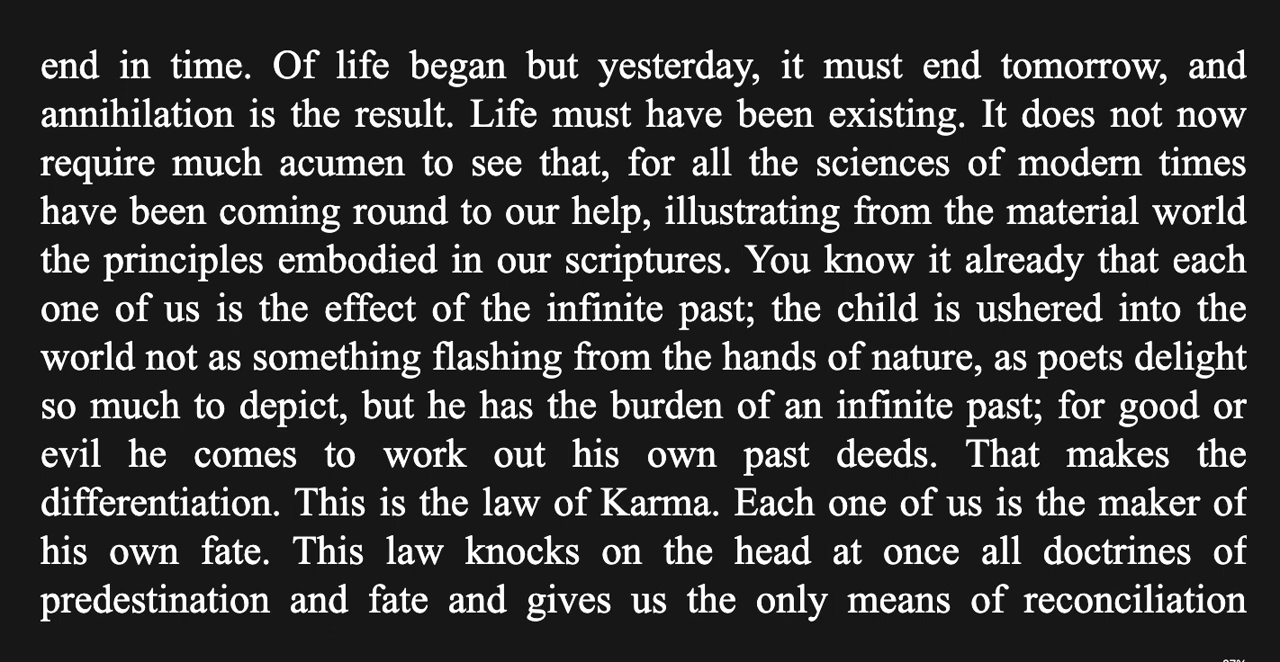 end in time. Of life began but yesterday, it must end tomorrow, and
annihilation is the result. Life must have been existing. It does not now
require much acumen to see that, for all the sciences of modern times
have been coming round to our help, illustrating from the material world
the principles embodied in our scriptures. You know it already that each
one of us is the effect of the infinite past; the child is ushered into the
world not as something flashing from the hands of nature, as poets delight
so much to depict, but he has the burden of an infinite past; for good or
evil he comes to work out his own past deeds. That makes the
differentiation. This is the law of Karma. Each one of us is the maker of
his own fate. This law knocks on the head at once all doctrines of
predestination and fate and gives us the only means of reconciliation